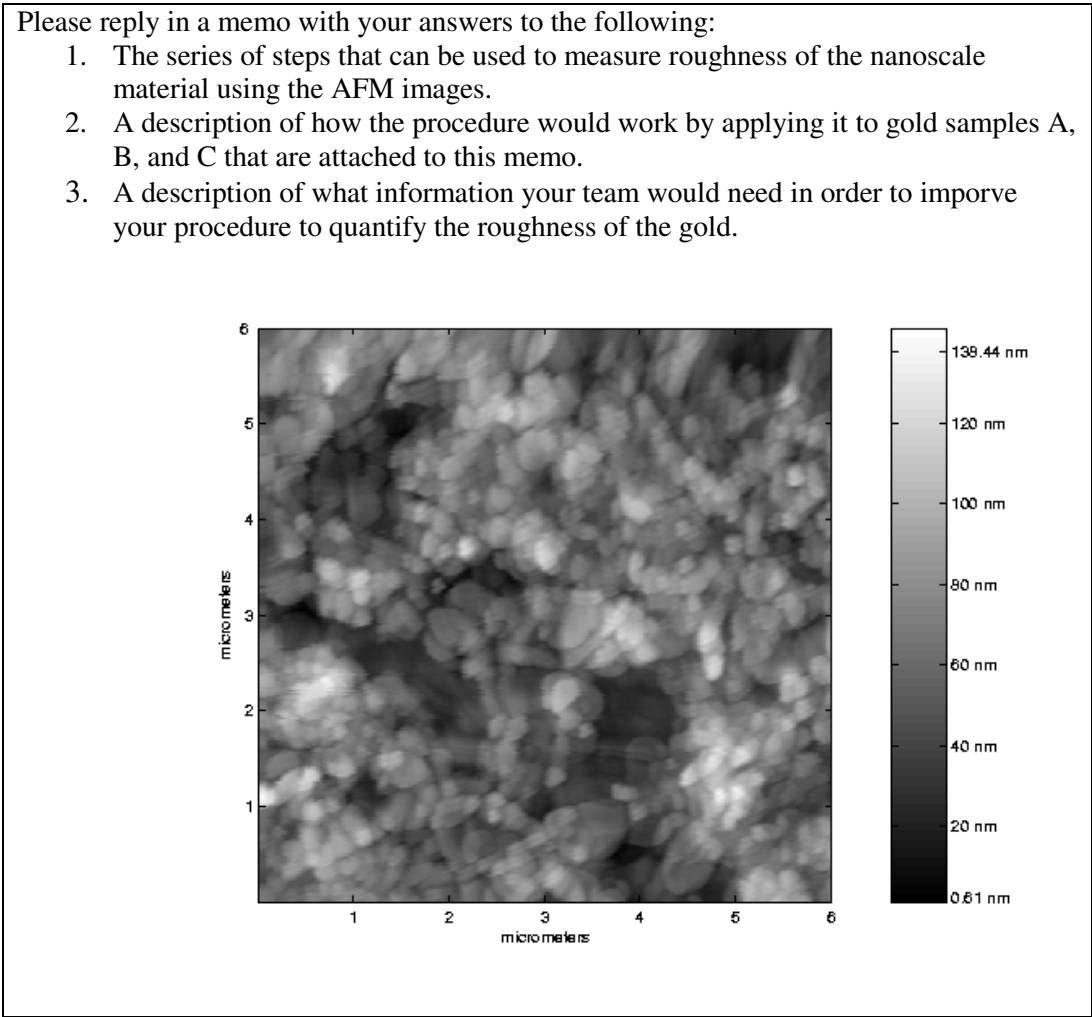 Please reply in a memo with your answers to the following:
1. The series of steps that can be used to measure roughness of the nanoscale
material using the AFM images.
2. A description of how the procedure would work by applying it to gold samples A,
B, and C that are attached to this memo.
3. A description of what information your team would need in order to imporve
your procedure to quantify the roughness of the gold.
6
5
4
3
2
1
micrometers
1 2 3 4 5 6
micrometers
139.44 nm
120 nm
100 nm
80 nm
60 nm
40 nm
20 nm
0.61 nm